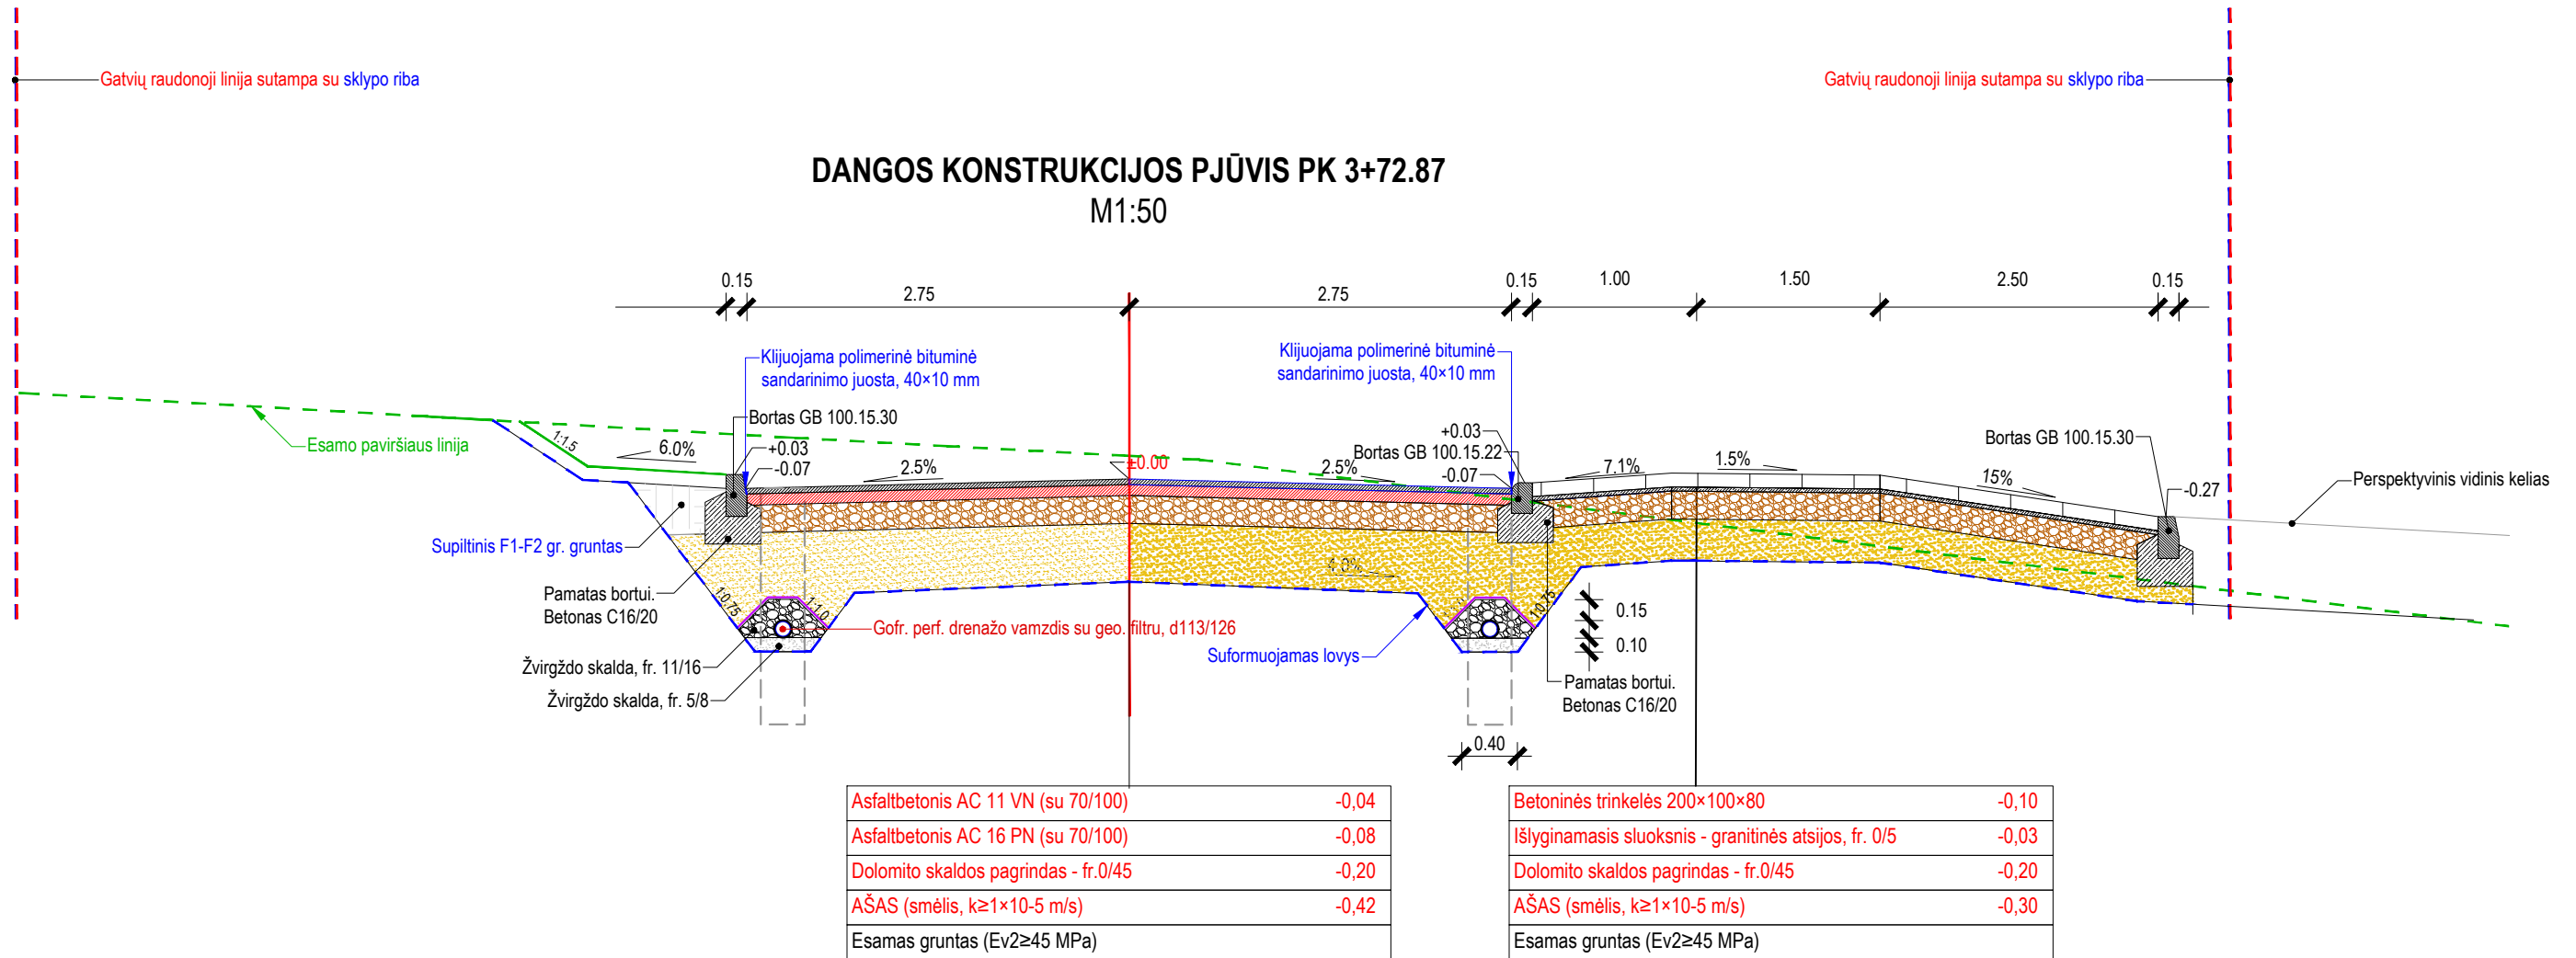 Gatvių raudonoji linija sutampa su sklypo riba
Gatvių raudonoji linija sutampa su sklypo riba
DANGOS KONSTRUKCIJOS PJŪVIS PK 3+72.87
M1:50
0.15
2.75
2.75
0.15
1.00
1.50
2.50
0.15
Klijuojama polimerinė bituminė
sandarinimo juosta, 40×10 mm
Klijuojama polimerinė bituminė
sandarinimo juosta, 40×10 mm
Esamo paviršiaus linija
1:1.5
6.0%
Bortas GB 100.15.30
+0.03
-0.07
2.5%
±0.00
2.5%
+0.03
Bortas GB 100.15.22
-0.07
7.1%
1.5%
15%
Bortas GB 100.15.30
-0.27
Perspektyvinis vidinis kelias
Supiltinis F1-F2 gr. gruntas
4.0%
Pamatas bortui.
Betonas C16/20
1:0.75
1:1.0
1:0.75
Gofr. perf. drenažo vamzdis su geo. filtru, d113/126
0.15
0.10
Žvirgždo skalda, fr. 11/16
Žvirgždo skalda, fr. 5/8
Suformuojamas lovys
Pamatas bortui.
Betonas C16/20
0.40
Asfaltbetonis AC 11 VN (su 70/100) -0,04
Asfaltbetonis AC 16 PN (su 70/100) -0,08
Dolomito skaldos pagrindas - fr.0/45 -0,20
AŠAS (smėlis, k≥1×10-5 m/s) -0,42
Esamas gruntas (Ev2≥45 MPa)
Betoninės trinkelės 200×100×80 -0,10
Išlyginamasis sluoksnis - granitinės atsijos, fr. 0/5 -0,03
Dolomito skaldos pagrindas - fr.0/45 -0,20
AŠAS (smėlis, k≥1×10-5 m/s) -0,30
Esamas gruntas (Ev2≥45 MPa)